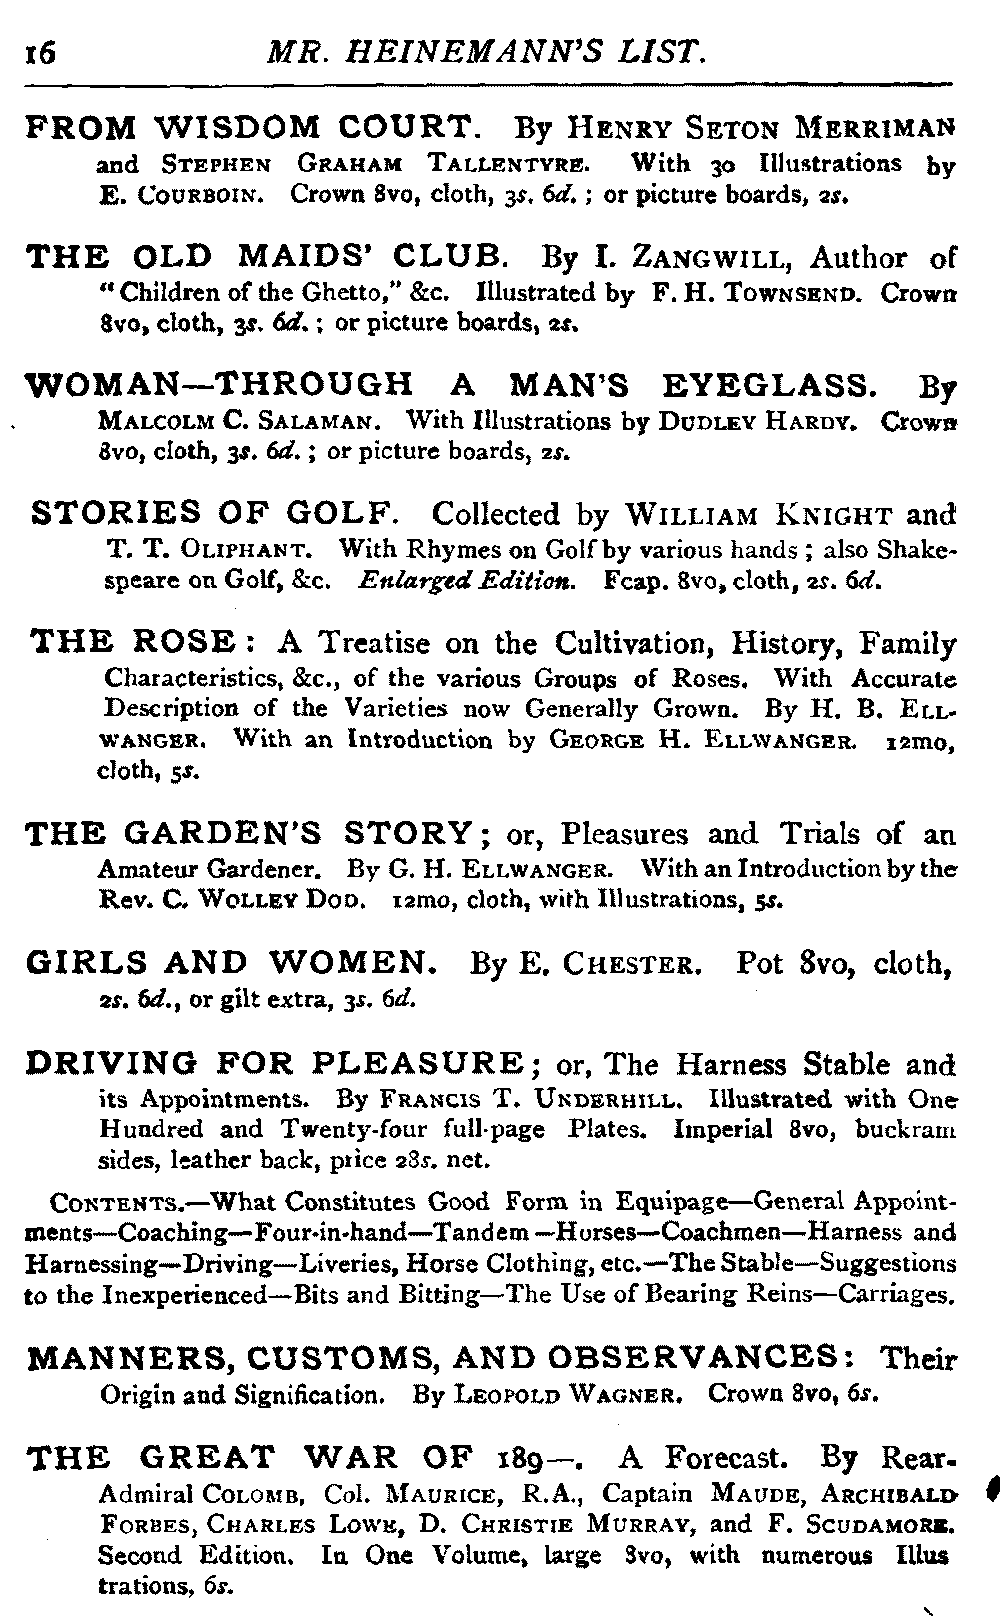 16 MR. HEINEMANN'S LIST.
FROM WISDOM COURT. By HENRY SETON MERRIMAN
and STEPHEN GRAHAM TALLENTYRE. With 30 Illustrations by
E. COURBOIN. Crown 8vo, cloth, 3s. 6d. ; or picture boards, 2s.
THE OLD MAIDS' CLUB. By I. ZANGWILL, Author of
"Children of the Ghetto," &c. Illustrated by F. H. TOWNSEND. Crown
8vo, cloth, 3s. 6d. ; or picture boards, 2s.
WOMAN—THROUGH A MAN'S EYEGLASS. By
MALCOLM C. SALAMAN. With Illustrations by DUDLEY HARDY. Crown
8vo, cloth, 3s. 6d. ; or picture boards, 2s.
STORIES OF GOLF. Collected by WILLIAM KNIGHT and
T. T. OLIPHANT. With Rhymes on Golf by various hands ; also Shake-
speare on Golf, &c. Enlarged Edition. Fcap. 8vo, cloth, 2s. 6d.
THE ROSE : A Treatise on the Cultivation, History, Family
Characteristics, &c., of the various Groups of Roses. With Accurate
Description of the Varieties now Generally Grown. By H. B. ELL-
WANGER. With an Introduction by GEORGE H. ELLWANGER. 12mo,
cloth, 5s.
THE GARDEN'S STORY ; or, Pleasures and Trials of an
Amateur Gardener. By G. H. ELLWANGER. With an Introduction by the
Rev. C. WOLLEY DOD. 12mo, cloth, with Illustrations, 5s.
GIRLS AND WOMEN. By E. CHESTER. Pot 8vo, cloth,
2s. 6d., or gilt extra, 3s. 6d.
DRIVING FOR PLEASURE ; or, The Harness Stable and
its Appointments. By FRANCIS T. UNDERHILL. Illustrated with One
Hundred and Twenty-four full-page Plates. Imperial 8vo, buckram
sides, leather back, price 28s. net.
CONTENTS.—What Constitutes Good Form in Equipage—General Appoint-
ments—Coaching—Four-in-hand—Tandem—Horses—Coachmen—Harness and
Harnessing—Driving—Liveries, Horse Clothing, etc.—The Stable—Suggestions
to the Inexperienced—Bits and Bitting—The Use of Bearing Reins—Carriages.
MANNERS, CUSTOMS, AND OBSERVANCES : Their
Origin and Signification. By LEOPOLD WAGNER. Crown 8vo, 6s.
THE GREAT WAR OF 189—. A Forecast. By Rear-
Admiral COLOMB, Col. MAURICE, R.A., Captain MAUDE, ARCHIBALD
FORBES, CHARLES LOWE, D. CHRISTIE MURRAY, and F. SCUDAMORE.
Second Edition. In One Volume, large 8vo, with numerous Illus
trations, 6s.